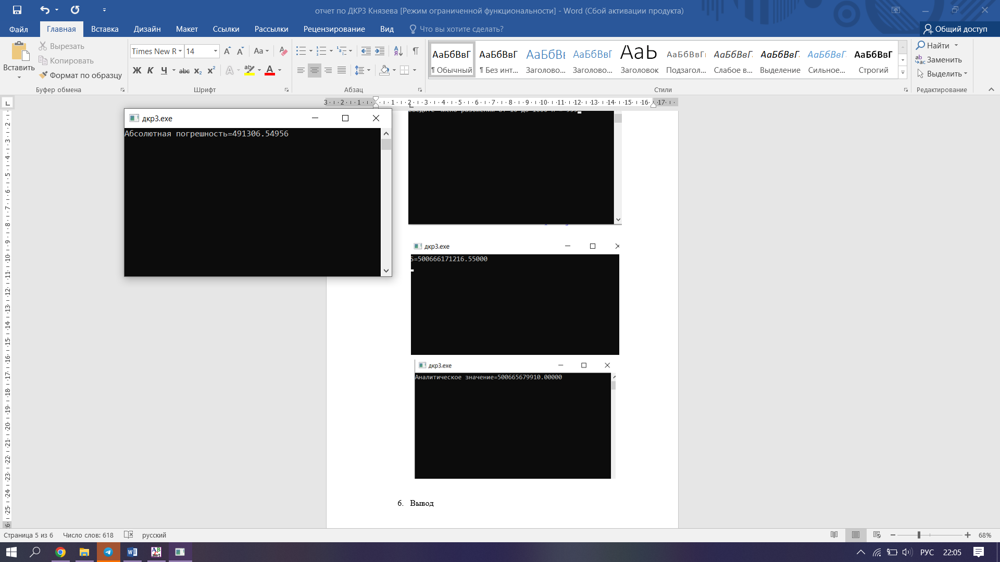 отчет по ДКР3 Князева [Режим ограниченной функциональности] - Word (Сбой активации продукта)
Файл Главная Вставка Дизайн Макет Ссылки Рассылки Рецензирование Вид Что вы хотите сделать? Общий доступ
Вставить
Вырезать
Копировать
Формат по образцу
Буфер обмена
Times New R 14
Ж К Ч abc x₂ x²
Шрифт
Абзац
АаБбВвГ АаБбВвГ АаБбВв АаБбВвГ АаБ АаБбВвГ АаБбВвГ АаБбВвГ АаБбВвГ АаБбВвГ
¶ Обычный ¶ Без инт... Заголово... Заголово... Заголовок Подзагол... Слабое в... Выделение Сильное... Строгий
Стили
Найти
Заменить
Выделить
Редактирование
3 2 1 1 2 3 4 5 6 7 8 9 10 11 12 13 14 15 16 17
дкр3.exe
Абсолютная погрешность=491306.54956
дкр3.exe
S=500666171216.55000
дкр3.exe
Аналитическое значение=500665679910.00000
6. Вывод
Страница 5 из 6 Число слов: 618 русский 68%
РУС 22:05